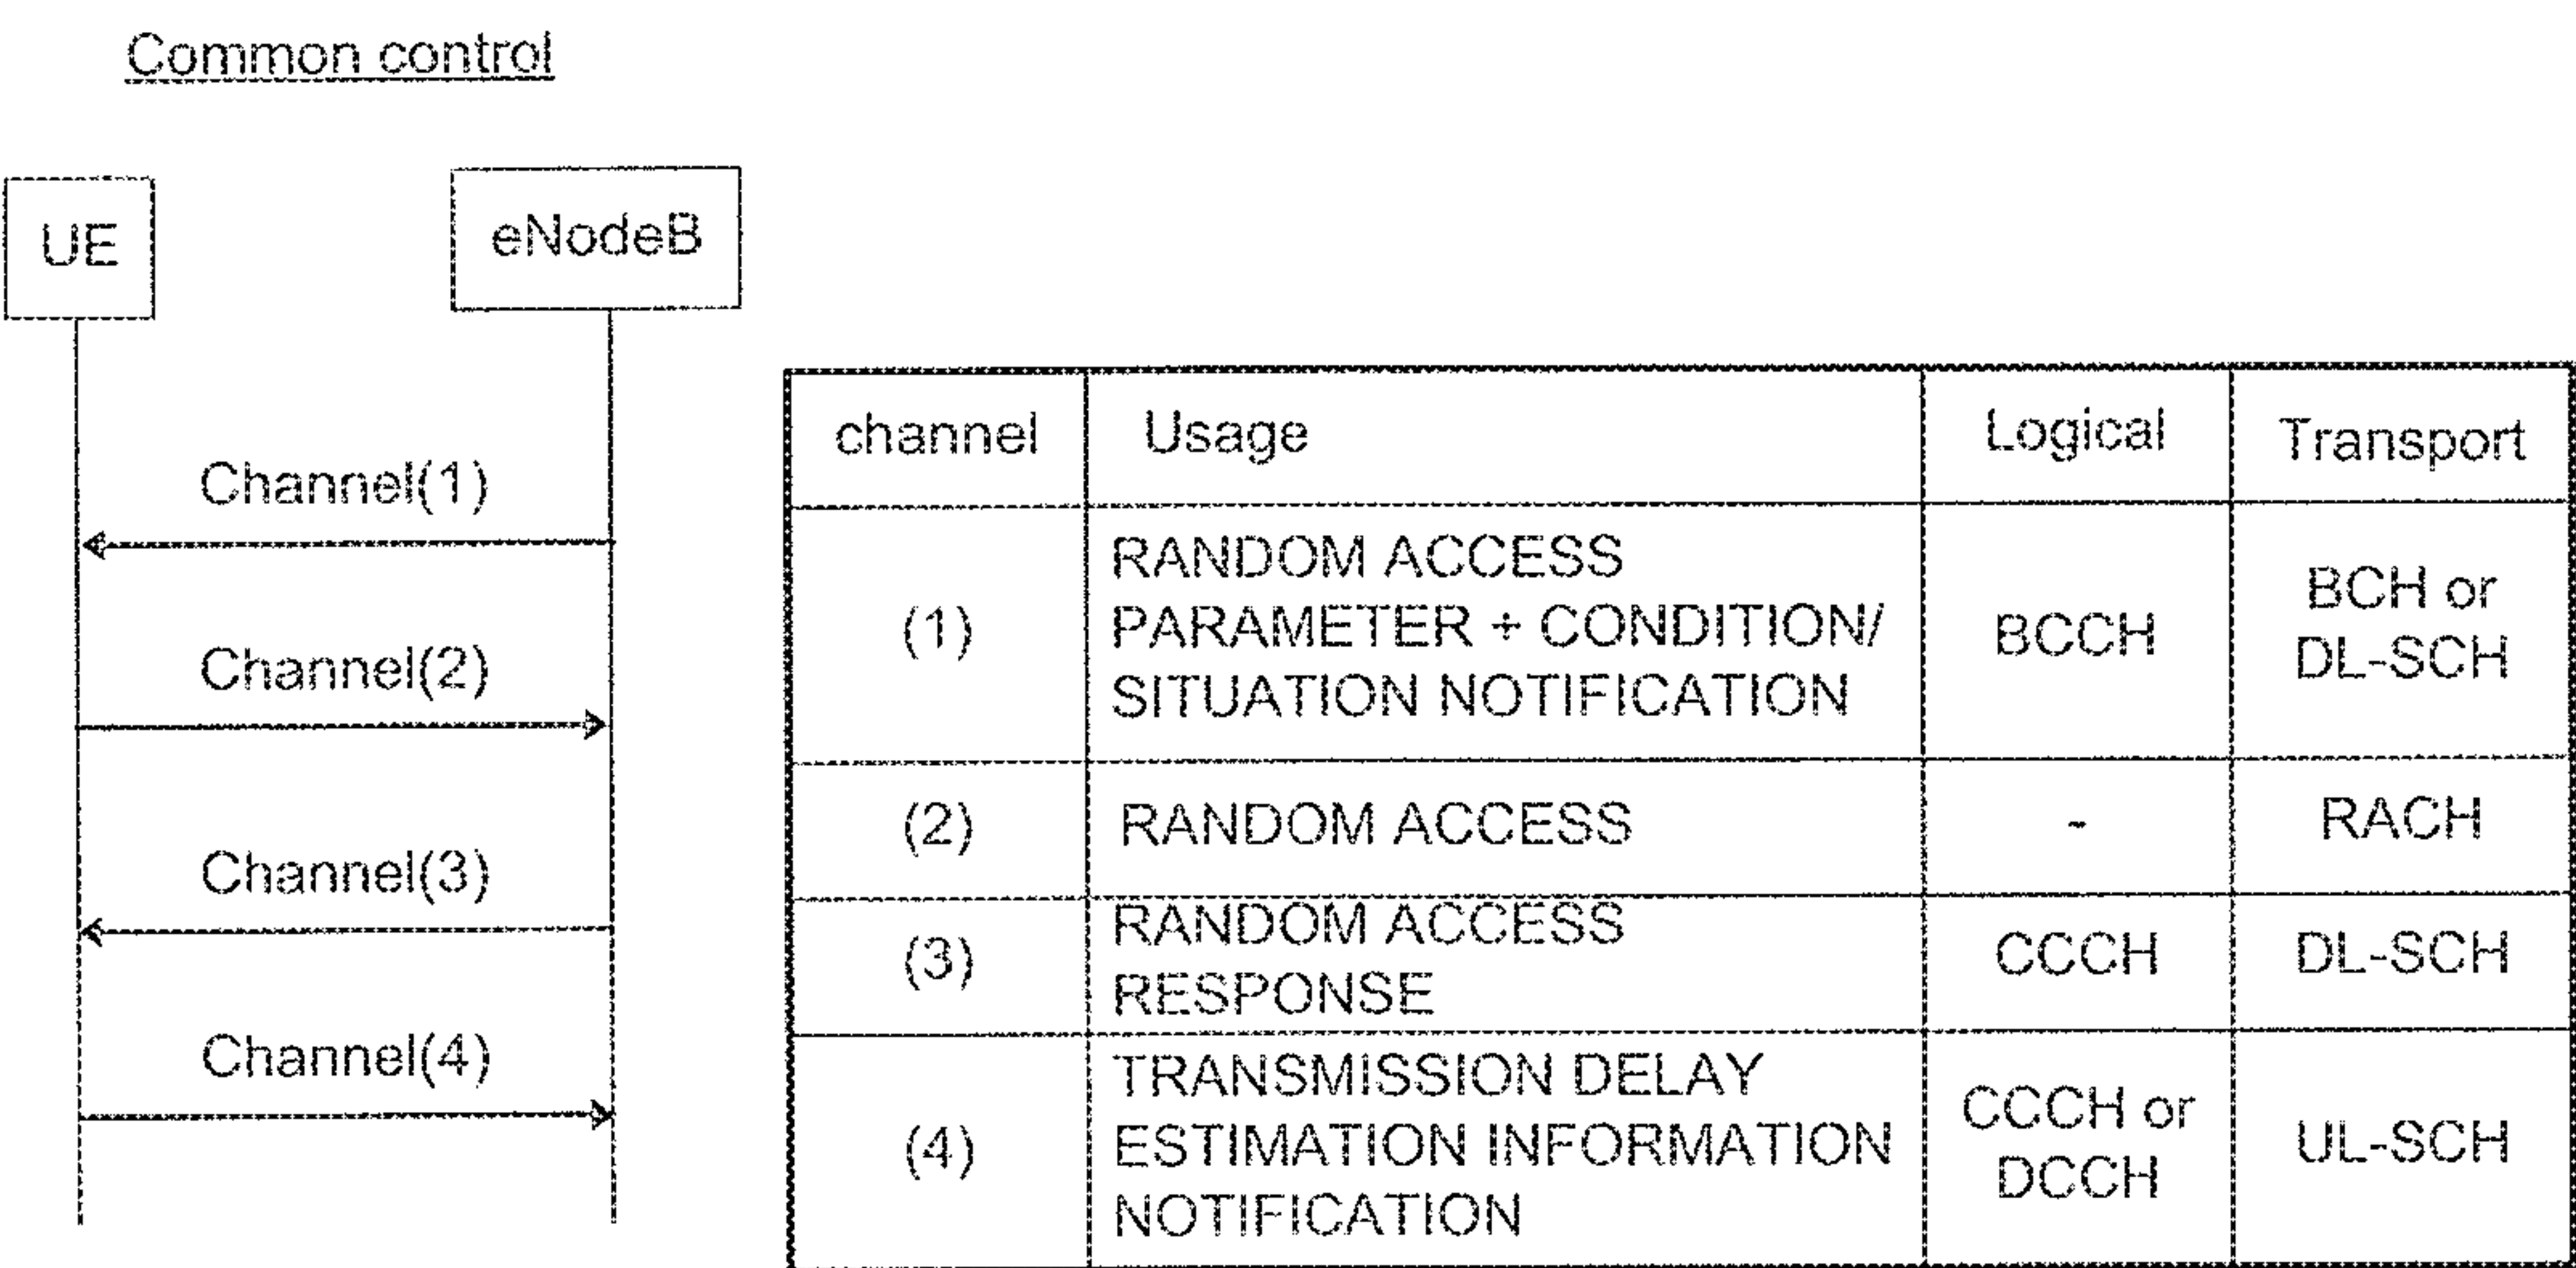 Common control
UE
eNodeB
Channel(1)
Channel(2)
Channel(3)
Channel(4)
channel
Usage
Logical
Transport
(1)
RANDOM ACCESS
PARAMETER + CONDITION/
SITUATION NOTIFICATION
BCCH
BCH or
DL-SCH
(2)
RANDOM ACCESS
-
RACH
(3)
RANDOM ACCESS
RESPONSE
CCCH
DL-SCH
(4)
TRANSMISSION DELAY
ESTIMATION INFORMATION
NOTIFICATION
CCCH or
DCCH
UL-SCH